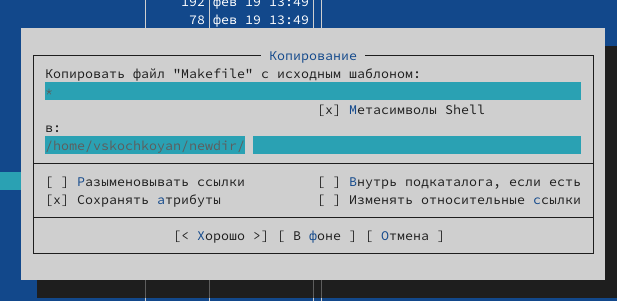 192 фев 19 13:49
78 фев 19 13:49
Копирование
Копировать файл "Makefile" с исходным шаблоном:
*
[x] Метасимволы Shell
в:
/home/vskochkoyan/newdir/
[ ] Разыменовывать ссылки [ ] Внутрь подкаталога, если есть
[x] Сохранять атрибуты [ ] Изменять относительные ссылки
[< Хорошо >] [ В фоне ] [ Отмена ]